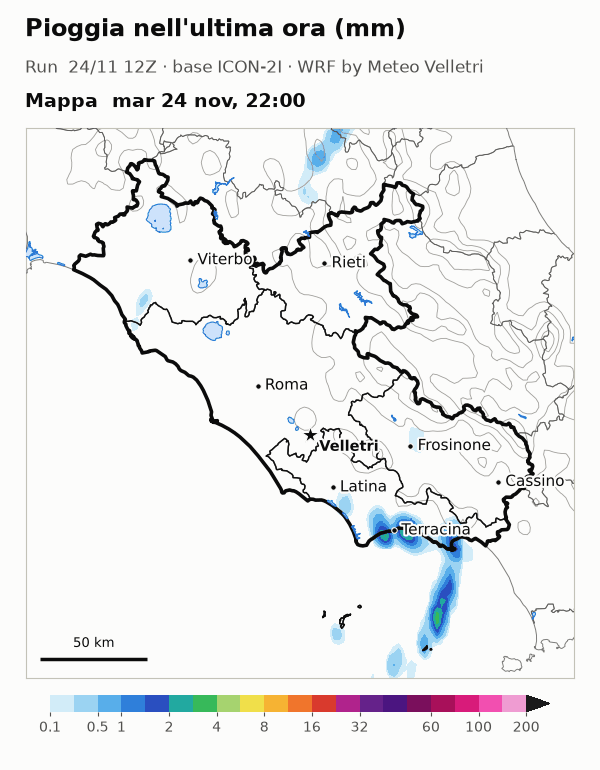 Pioggia nell'ultima ora (mm)
Run  24/11 12Z · base ICON-2I · WRF by Meteo Velletri
Mappa  mar 24 nov, 22:00
Viterbo
Rieti
Roma
Velletri
Frosinone
Latina
Cassino
Terracina
50 km
0.1 0.5 1 2 4 8 16 32 60 100 200